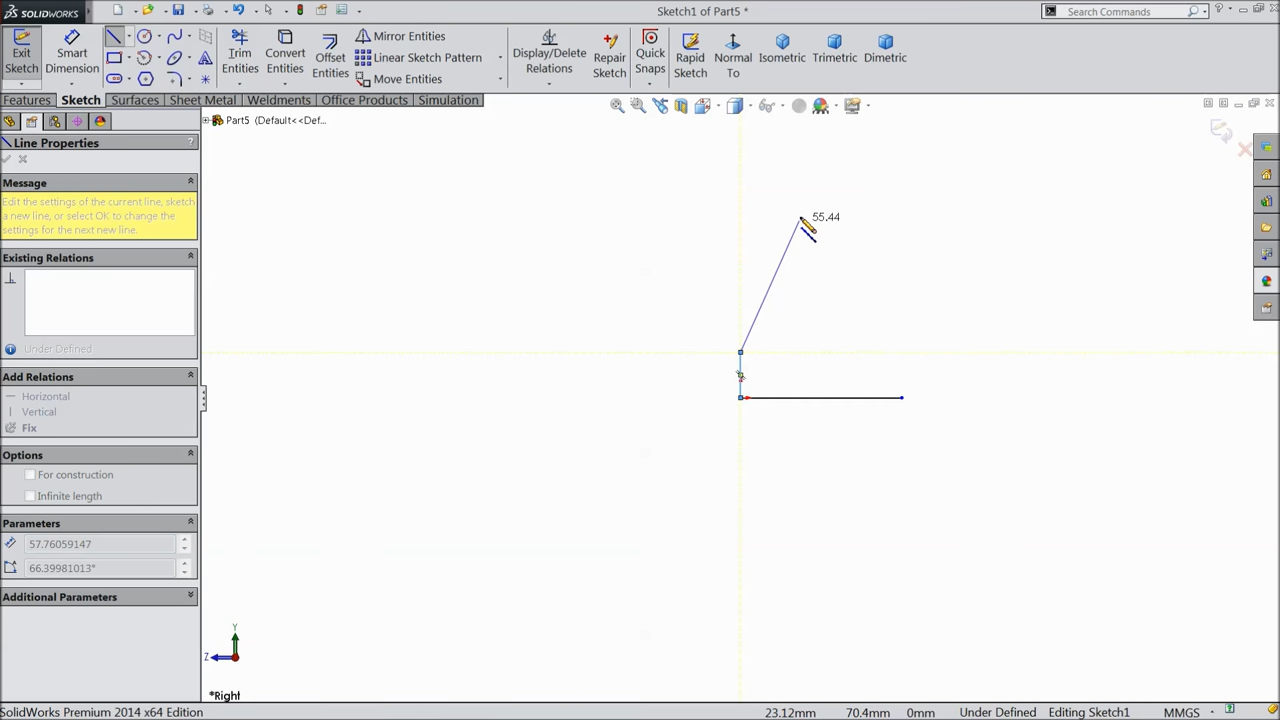 SOLIDWORKS
Sketch1 of Part5 *
Search Commands
?
Exit Sketch
Smart Dimension
Trim Entities
Convert Entities
Offset Entities
Mirror Entities
Linear Sketch Pattern
Move Entities
Display/Delete Relations
Repair Sketch
Quick Snaps
Rapid Sketch
Normal To
Isometric
Trimetric
Dimetric
Features
Sketch
Surfaces
Sheet Metal
Weldments
Office Products
Simulation
Part5 (Default<<Def...
Line Properties
?
Message
Edit the settings of the current line, sketch
a new line, or select OK to change the
settings for the next new line.
Existing Relations
Under Defined
Add Relations
Horizontal
Vertical
Fix
Options
For construction
Infinite length
Parameters
57.76059147
66.39981013°
Additional Parameters
55.44
Y
Z
*Right
SolidWorks Premium 2014 x64 Edition
23.12mm
70.4mm
0mm
Under Defined
Editing Sketch1
MMGS
?